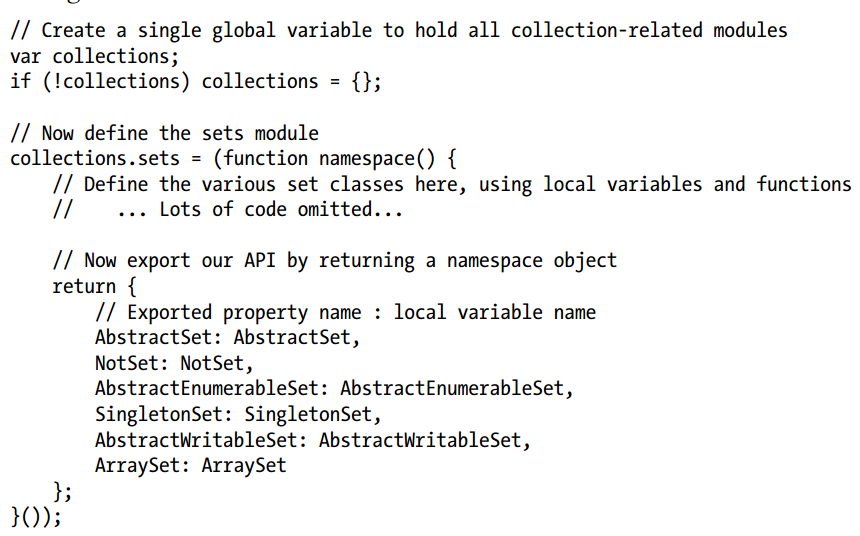 // Create a single global variable to hold all collection-related modules
var collections;
if (!collections) collections = {};

// Now define the sets module
collections.sets = (function namespace() {
    // Define the various set classes here, using local variables and functions
    //    ... Lots of code omitted...

    // Now export our API by returning a namespace object
    return {
        // Exported property name : local variable name
        AbstractSet: AbstractSet,
        NotSet: NotSet,
        AbstractEnumerableSet: AbstractEnumerableSet,
        SingletonSet: SingletonSet,
        AbstractWritableSet: AbstractWritableSet,
        ArraySet: ArraySet
    };
}());